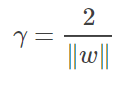 γ = 2 / ‖w‖